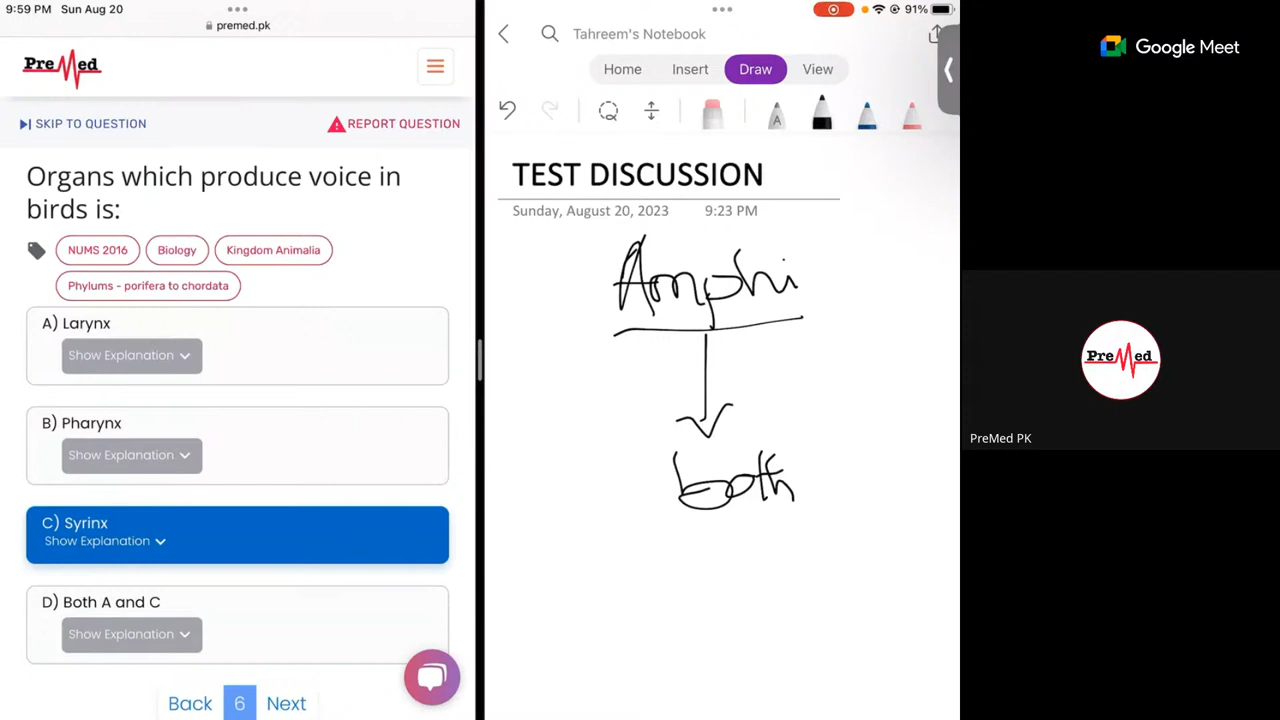 9:59 PM Sun Aug 20
premed.pk
PreMed
SKIP TO QUESTION
REPORT QUESTION
Organs which produce voice in
birds is:
NUMS 2016
Biology
Kingdom Animalia
Phylums - porifera to chordata
A) Larynx
Show Explanation
B) Pharynx
Show Explanation
C) Syrinx
Show Explanation
D) Both A and C
Show Explanation
Back 6 Next
91%
Tahreem's Notebook
Home Insert Draw View
A
TEST DISCUSSION
Sunday, August 20, 2023 9:23 PM
Amphi
both
Google Meet
PreMed
PreMed PK